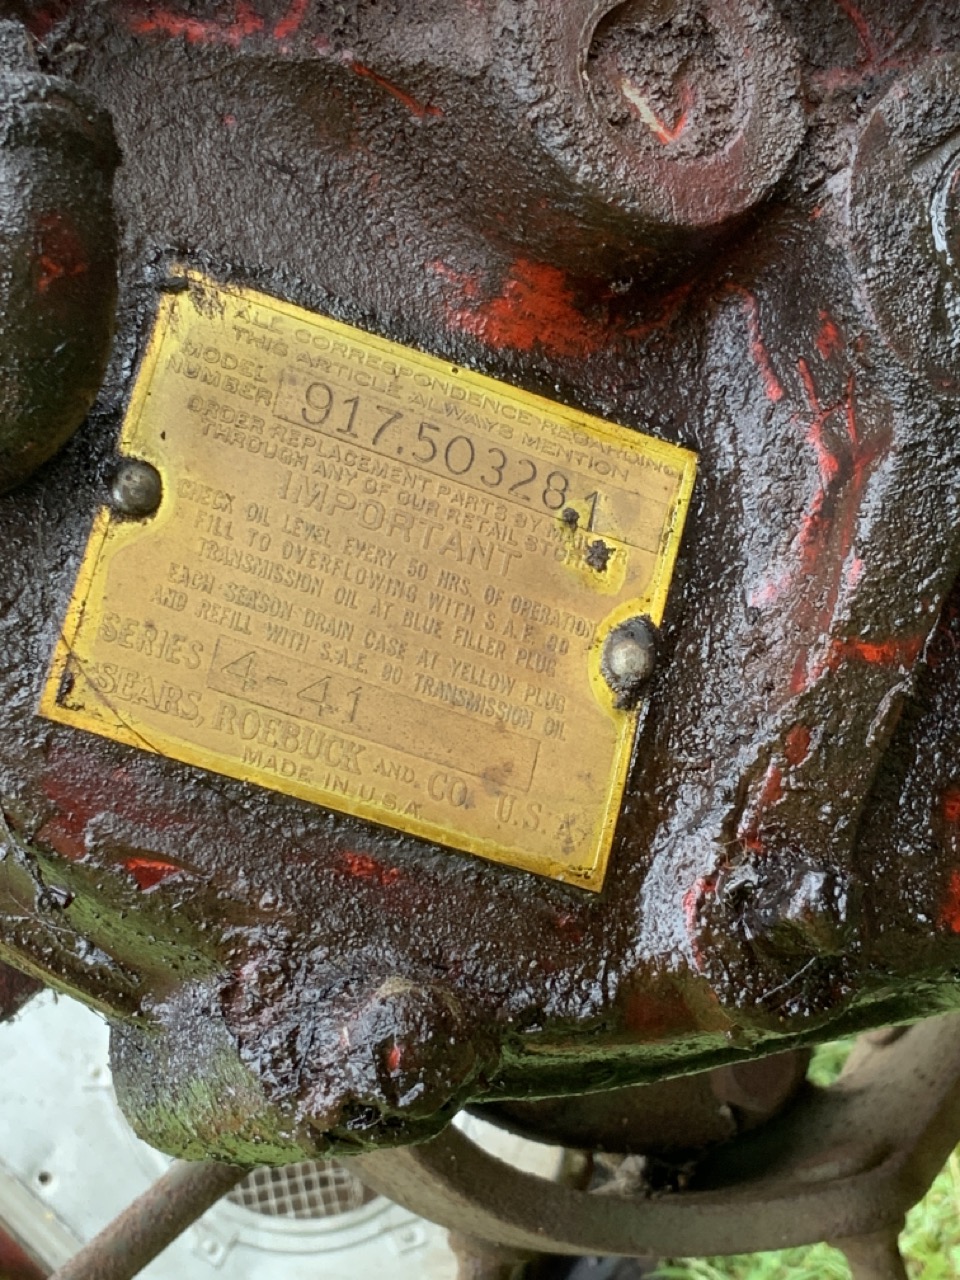 ALL CORRESPONDENCE REGARDING
THIS ARTICLE ALWAYS MENTION
MODEL NUMBER 917.503281
ORDER REPLACEMENT PARTS BY NUMBER
THROUGH ANY OF OUR RETAIL STORES
IMPORTANT
CHECK OIL LEVEL EVERY 50 HRS. OF OPERATION
FILL TO OVERFLOWING WITH S.A.E. 80
TRANSMISSION OIL AT BLUE FILLER PLUG
EACH SEASON DRAIN CASE AT YELLOW PLUG
AND REFILL WITH S.A.E. 80 TRANSMISSION OIL
SERIES 4-41
SEARS, ROEBUCK AND. CO. U.S.A.
MADE IN U.S.A.